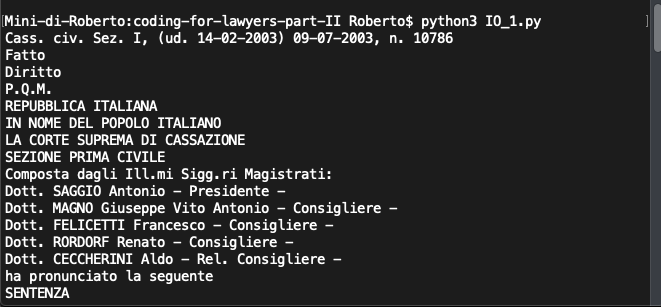 [Mini-di-Roberto:coding-for-lawyers-part-II Roberto$ python3 IO_1.py ]
Cass. civ. Sez. I, (ud. 14-02-2003) 09-07-2003, n. 10786
Fatto
Diritto
P.Q.M.
REPUBBLICA ITALIANA
IN NOME DEL POPOLO ITALIANO
LA CORTE SUPREMA DI CASSAZIONE
SEZIONE PRIMA CIVILE
Composta dagli Ill.mi Sigg.ri Magistrati:
Dott. SAGGIO Antonio - Presidente -
Dott. MAGNO Giuseppe Vito Antonio - Consigliere -
Dott. FELICETTI Francesco - Consigliere -
Dott. RORDORF Renato - Consigliere -
Dott. CECCHERINI Aldo - Rel. Consigliere -
ha pronunciato la seguente
SENTENZA